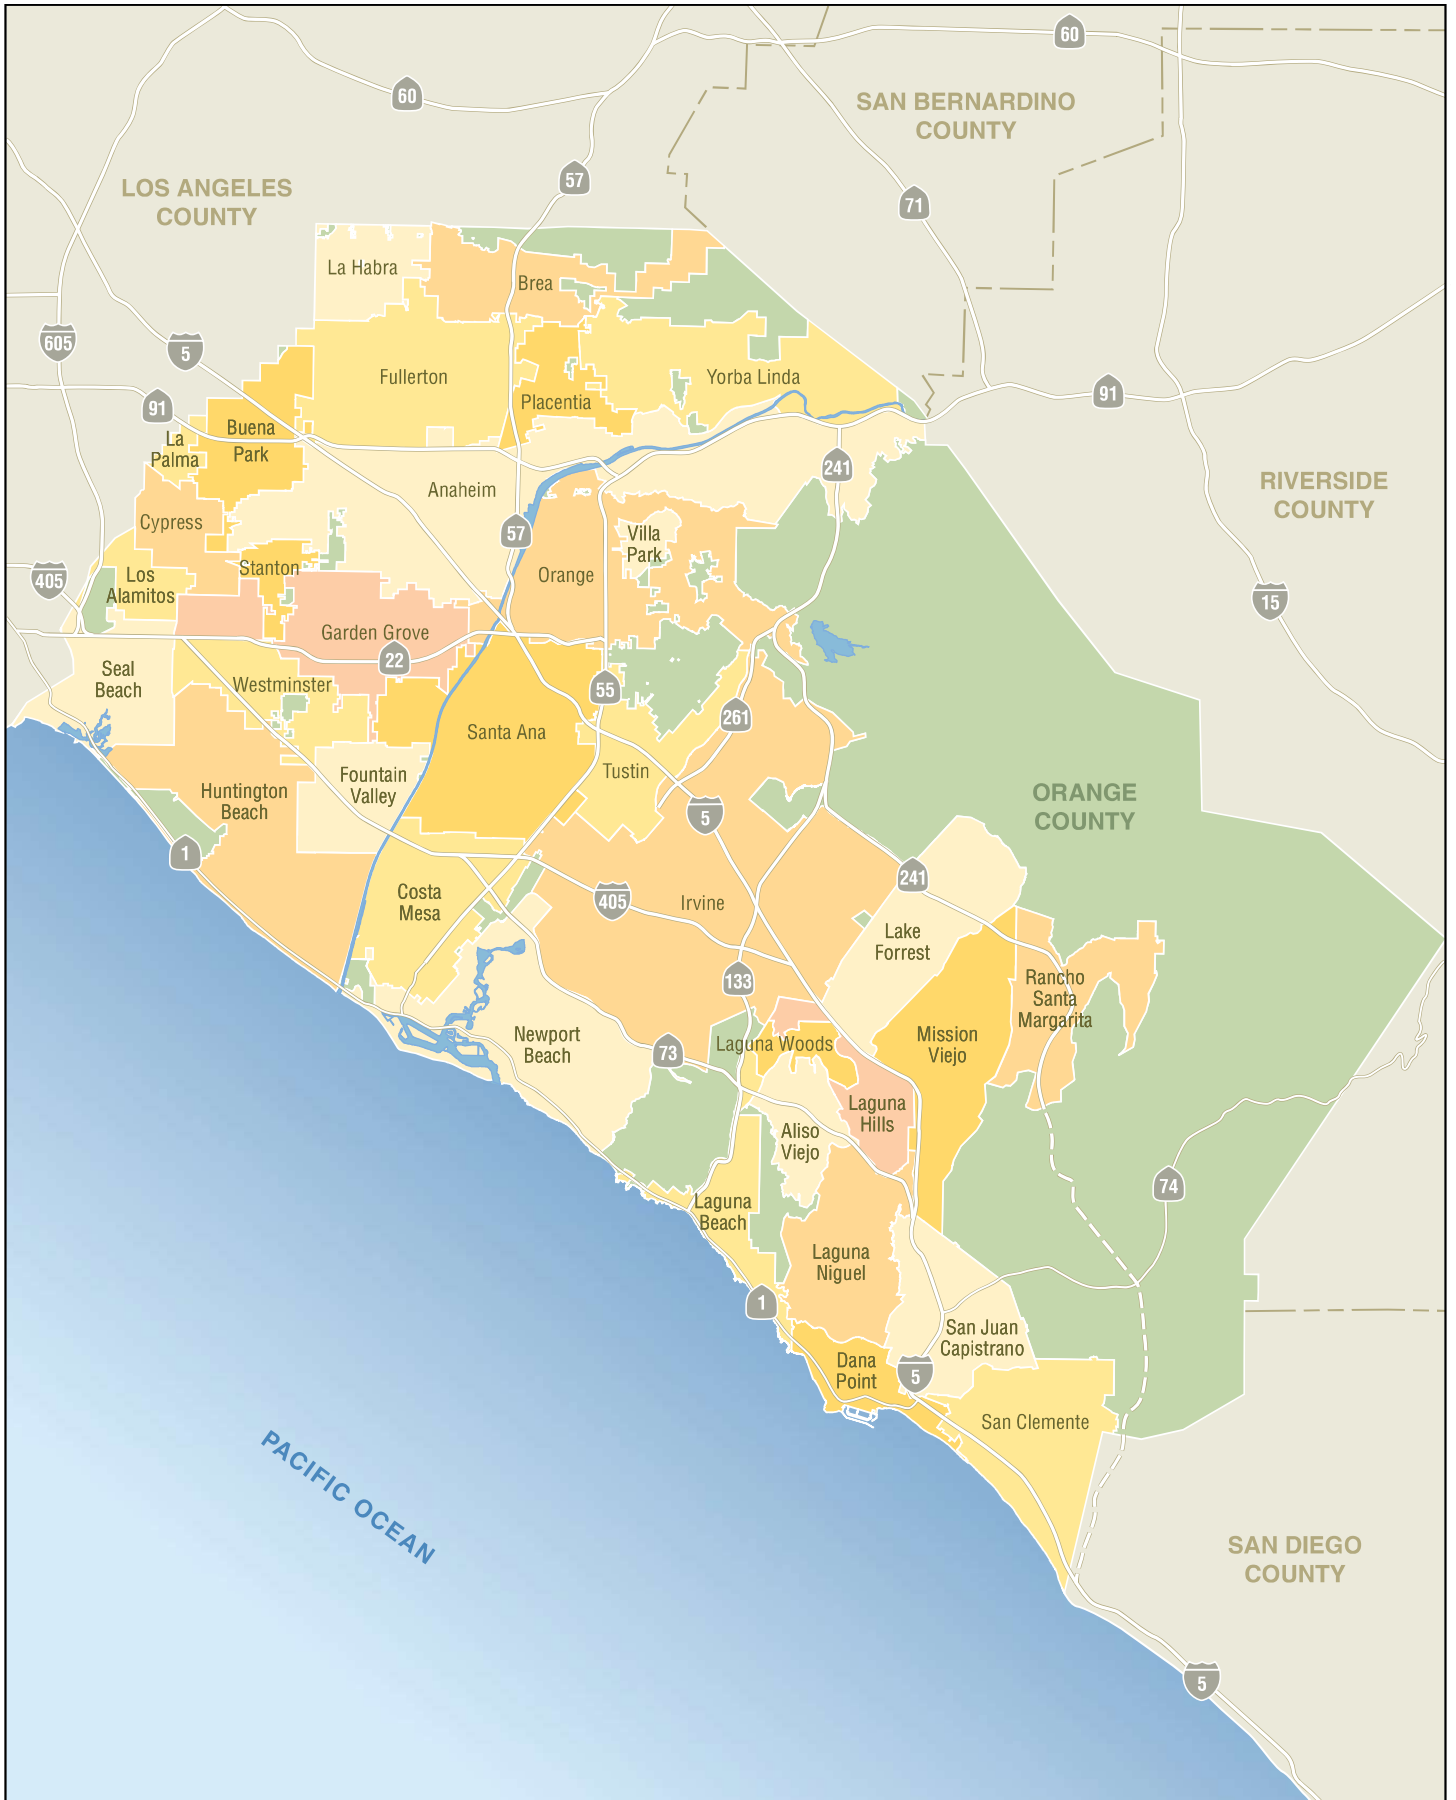 60
60
SAN BERNARDINO
COUNTY
57
LOS ANGELES
COUNTY
71
La Habra
Brea
605
5
Fullerton
Yorba Linda
91
91
Placentia
Buena
Park
La
Palma
241
Anaheim
RIVERSIDE
COUNTY
Cypress
57
Villa
Park
405
Stanton
Orange
Los
Alamitos
15
Garden Grove
22
Seal
Beach
Westminster
55
261
Santa Ana
Tustin
Fountain
Valley
Huntington
Beach
ORANGE
COUNTY
5
1
241
Costa
Mesa
405
Irvine
Lake
Forrest
133
Rancho
Santa
Margarita
Newport
Beach
73
Laguna Woods
Mission
Viejo
Laguna
Hills
Aliso
Viejo
74
Laguna
Beach
Laguna
Niguel
1
San Juan
Capistrano
Dana
Point
5
San Clemente
PACIFIC OCEAN
SAN DIEGO
COUNTY
5